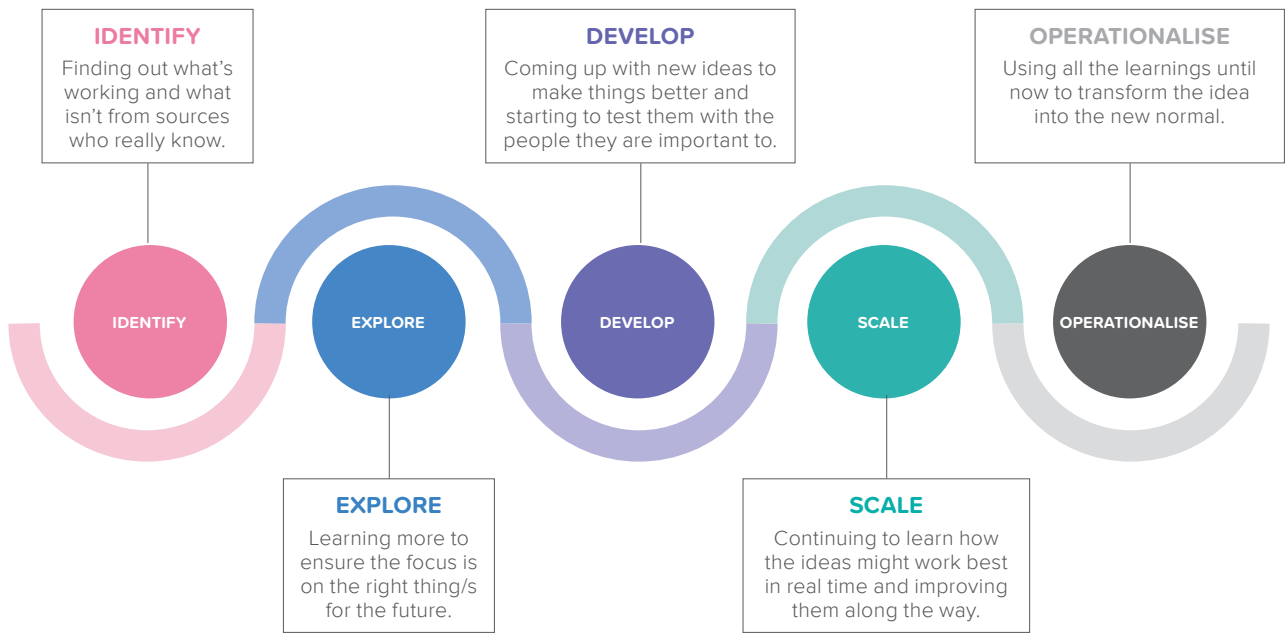 IDENTIFY
Finding out what's
working and what
isn't from sources
who really know.
DEVELOP
Coming up with new ideas to
make things better and
starting to test them with the
people they are important to.
OPERATIONALISE
Using all the learnings until
now to transform the idea
into the new normal.
IDENTIFY
EXPLORE
DEVELOP
SCALE
OPERATIONALISE
EXPLORE
Learning more to
ensure the focus is
on the right thing/s
for the future.
SCALE
Continuing to learn how
the ideas might work best
in real time and improving
them along the way.